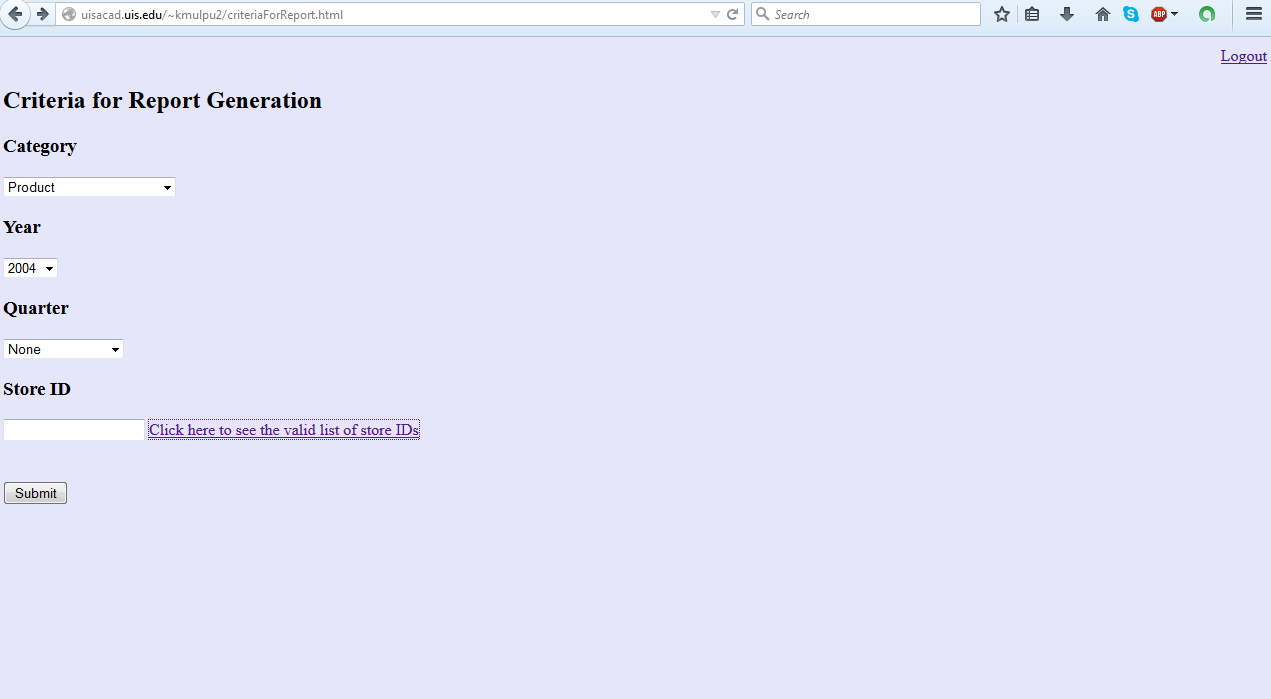 uisacad.uis.edu/~kmulpu2/criteriaForReport.html
Search
S
ABP
Logout
Criteria for Report Generation
Category
Product
Year
2004
Quarter
None
Store ID
Click here to see the valid list of store IDs
Submit